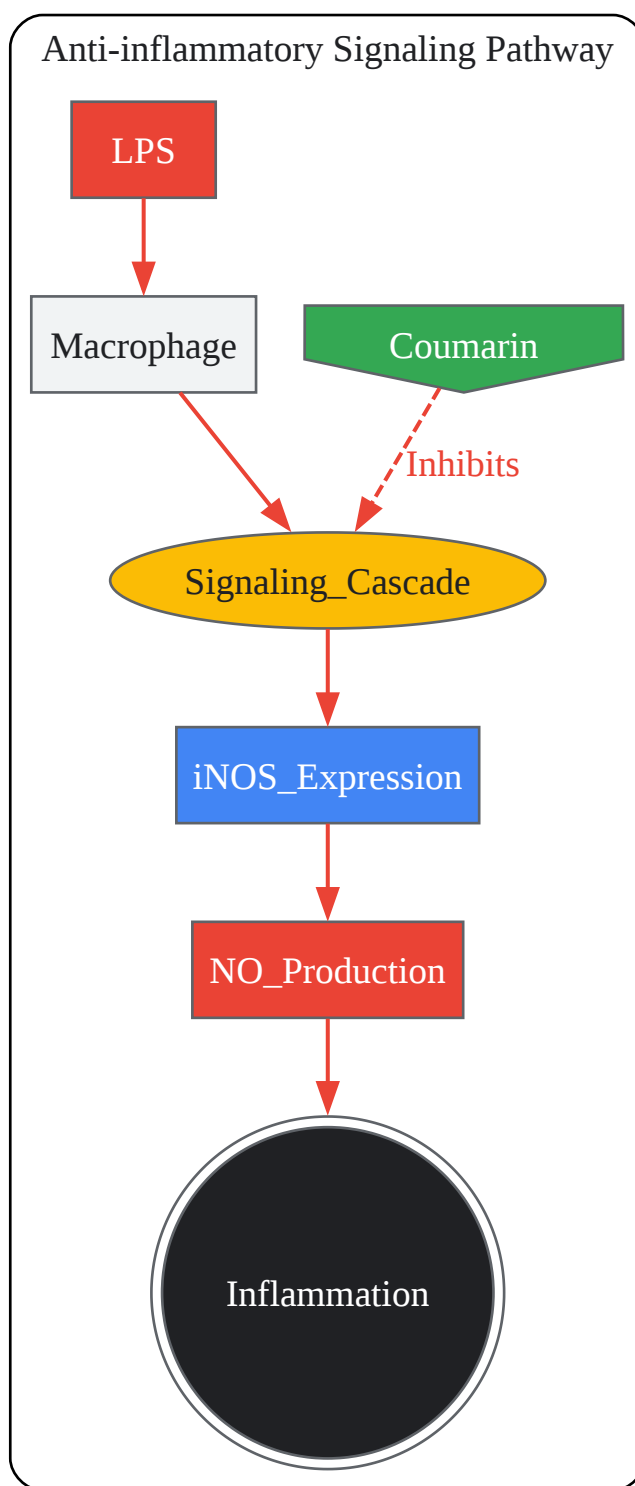 Anti-inflammatory Signaling Pathway
LPS
Macrophage
Coumarin
Inhibits
Signaling_Cascade
iNOS_Expression
NO_Production
Inflammation